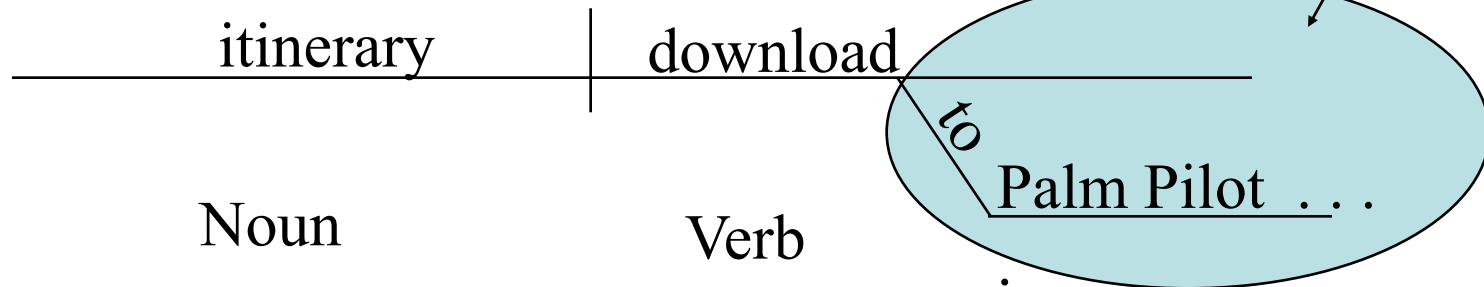 itinerary download
to
Palm Pilot . . .
Noun Verb
.